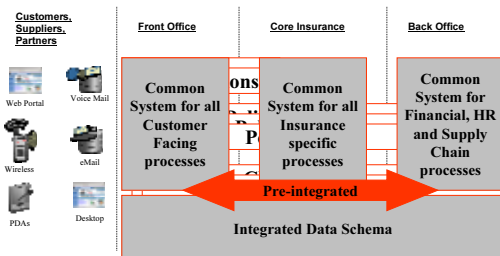 Customers,
Suppliers,
Partners
Front Office
Core Insurance
Back Office
Web Portal
Voice Mail
Wireless
eMail
PDAs
Desktop
Common
System for all
Customer
Facing
processes
ons
Common
System for all
Insurance
specific
processes
Common
System for
Financial, HR
and Supply
Chain
processes
Pre-integrated
Integrated Data Schema